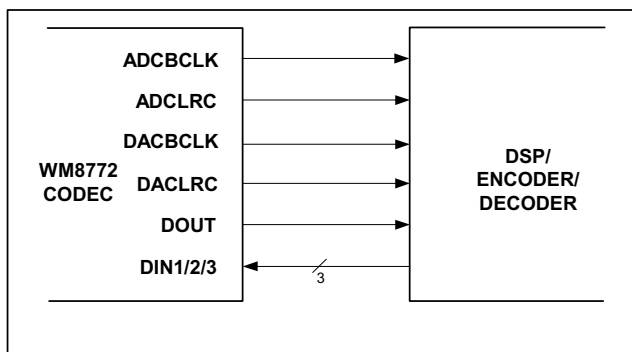 ADCBCLK
ADCLRC
DACBCLK
WM8772
CODEC
DACLRC
DOUT
DIN1/2/3
3
DSP/
ENCODER/
DECODER